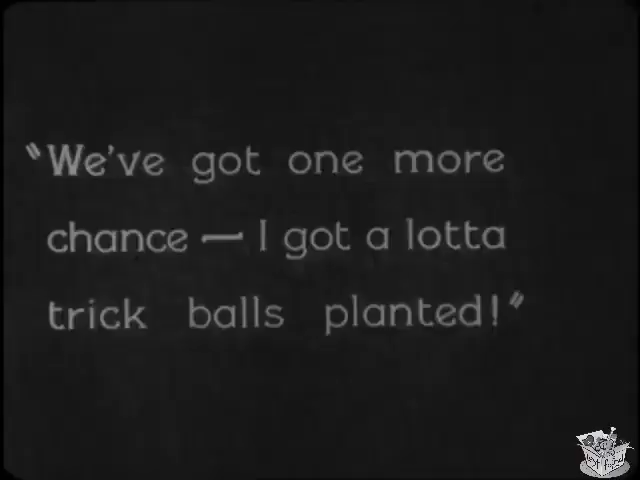 "We've got one more
chance — I got a lotta
trick balls planted!"